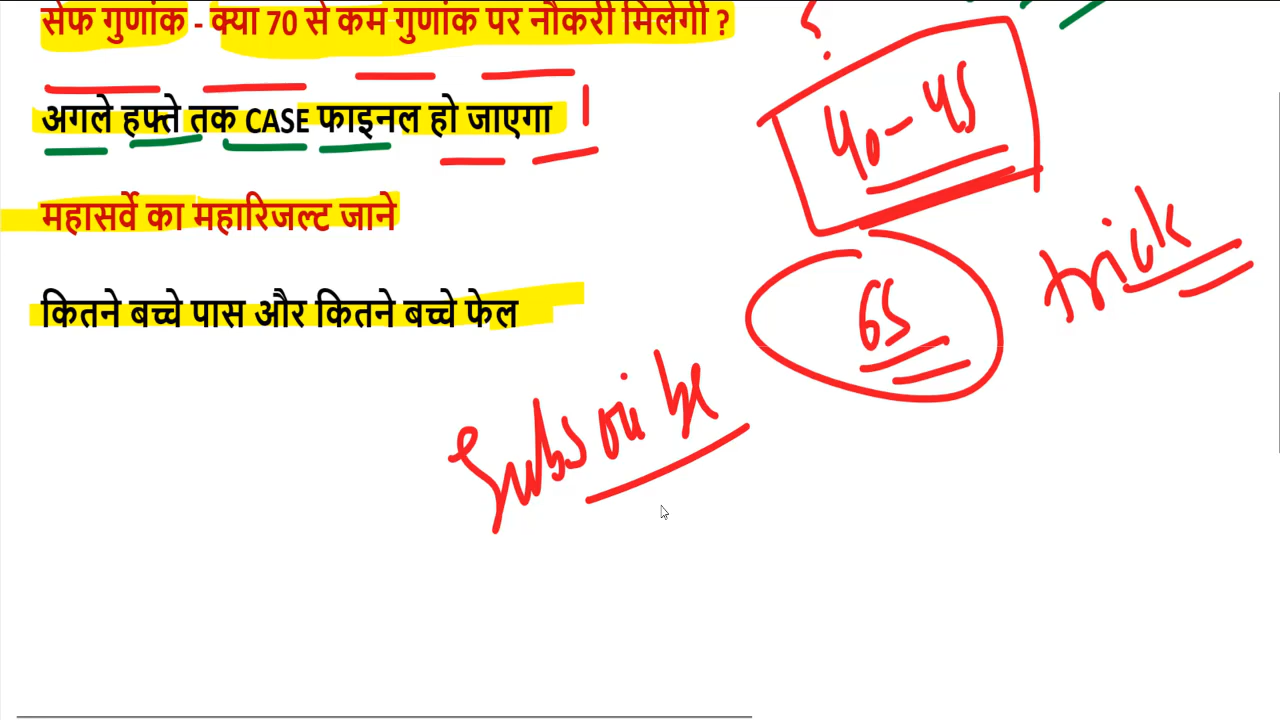 सेफ गुणांक - क्या 70 से कम गुणांक पर नौकरी मिलेगी ?
अगले हफ्ते तक CASE फाइनल हो जाएगा
महासर्वे का महारिजल्ट जाने
कितने बच्चे पास और कितने बच्चे फेल
40-45
65
trick
Subscribe